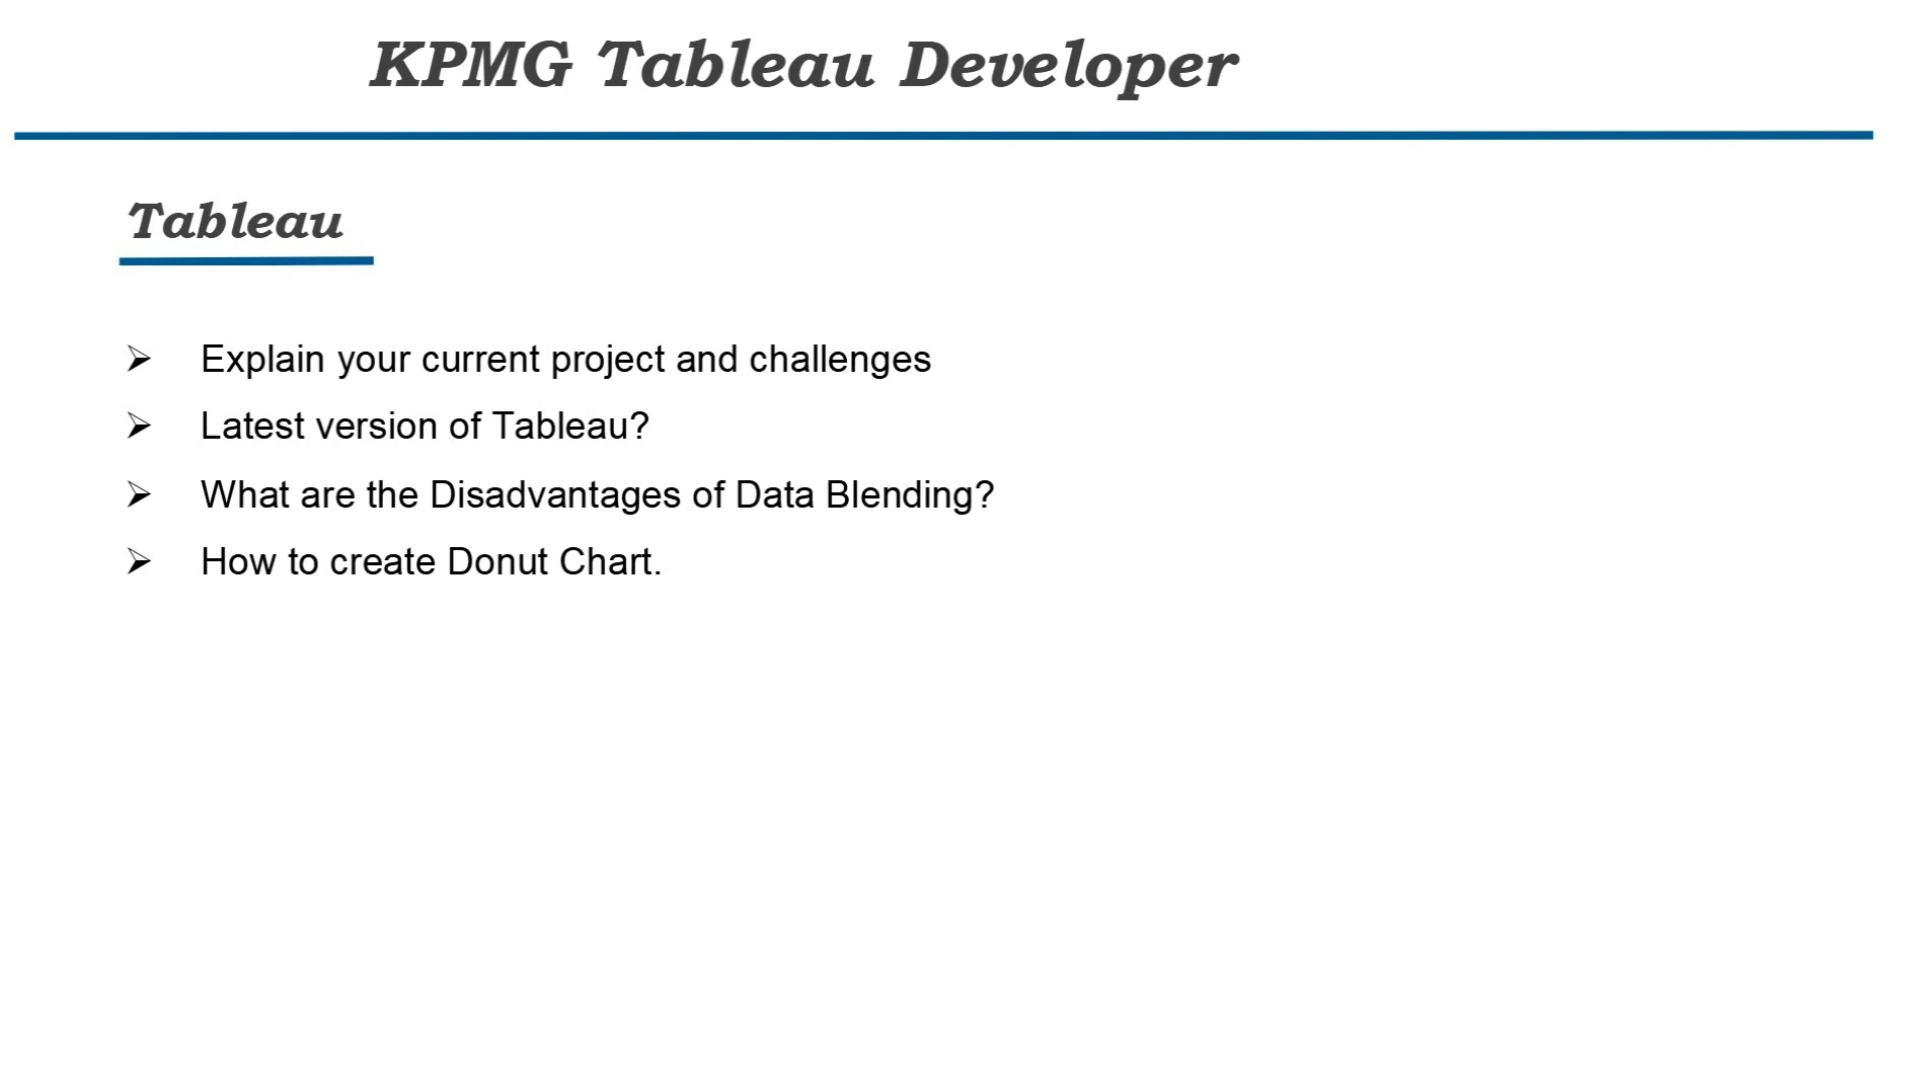 KPMG Tableau Developer
Tableau
Explain your current project and challenges
Latest version of Tableau?
What are the Disadvantages of Data Blending?
How to create Donut Chart.